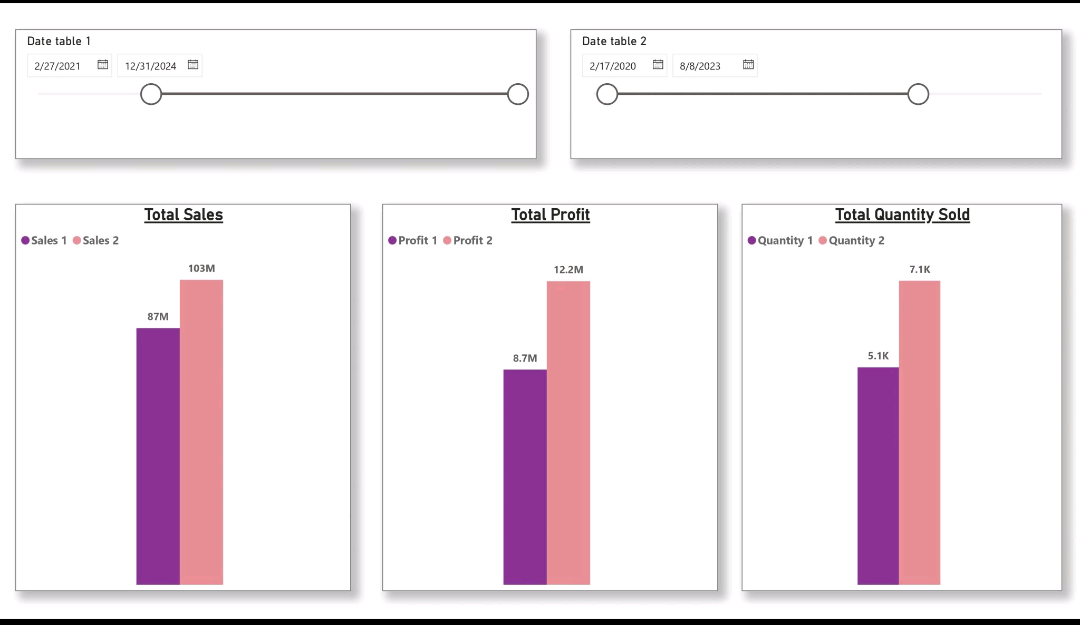 Date table 1
2/27/2021 12/31/2024
Date table 2
2/17/2020 8/8/2023
Total Sales
Sales 1 Sales 2
103M
87M
Total Profit
Profit 1 Profit 2
12.2M
8.7M
Total Quantity Sold
Quantity 1 Quantity 2
7.1K
5.1K